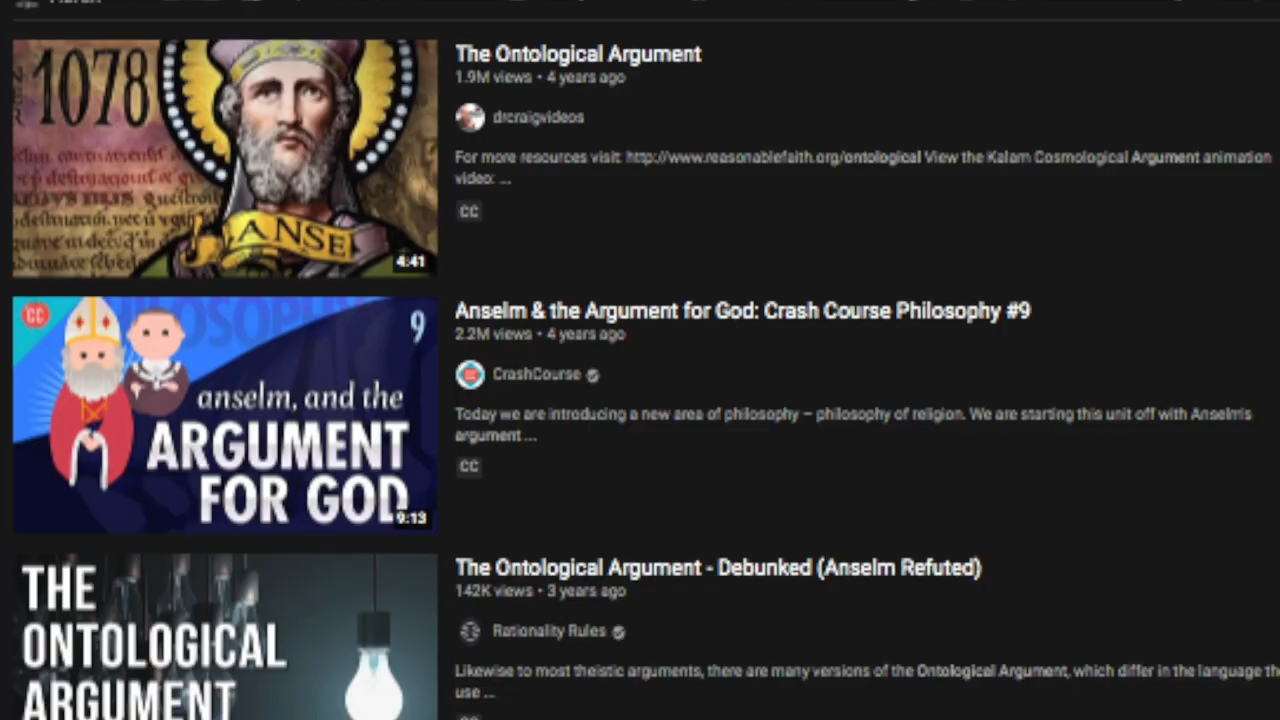 The Ontological Argument
1.9M views • 4 years ago
drcraigvideos
For more resources visit: http://www.reasonablefaith.org/ontological View the Kalam Cosmological Argument animation
video: ...
CC
1078
ANSE
4:41
Anselm & the Argument for God: Crash Course Philosophy #9
2.2M views • 4 years ago
CrashCourse
Today we are introducing a new area of philosophy – philosophy of religion. We are starting this unit off with Anselm's
argument ...
CC
CC
PHILOSOPHY
9
anselm, and the
ARGUMENT
FOR GOD
9:13
The Ontological Argument - Debunked (Anselm Refuted)
142K views • 3 years ago
Rationality Rules
Likewise to most theistic arguments, there are many versions of the Ontological Argument, which differ in the language
use ...
THE
ONTOLOGICAL
ARGUMENT